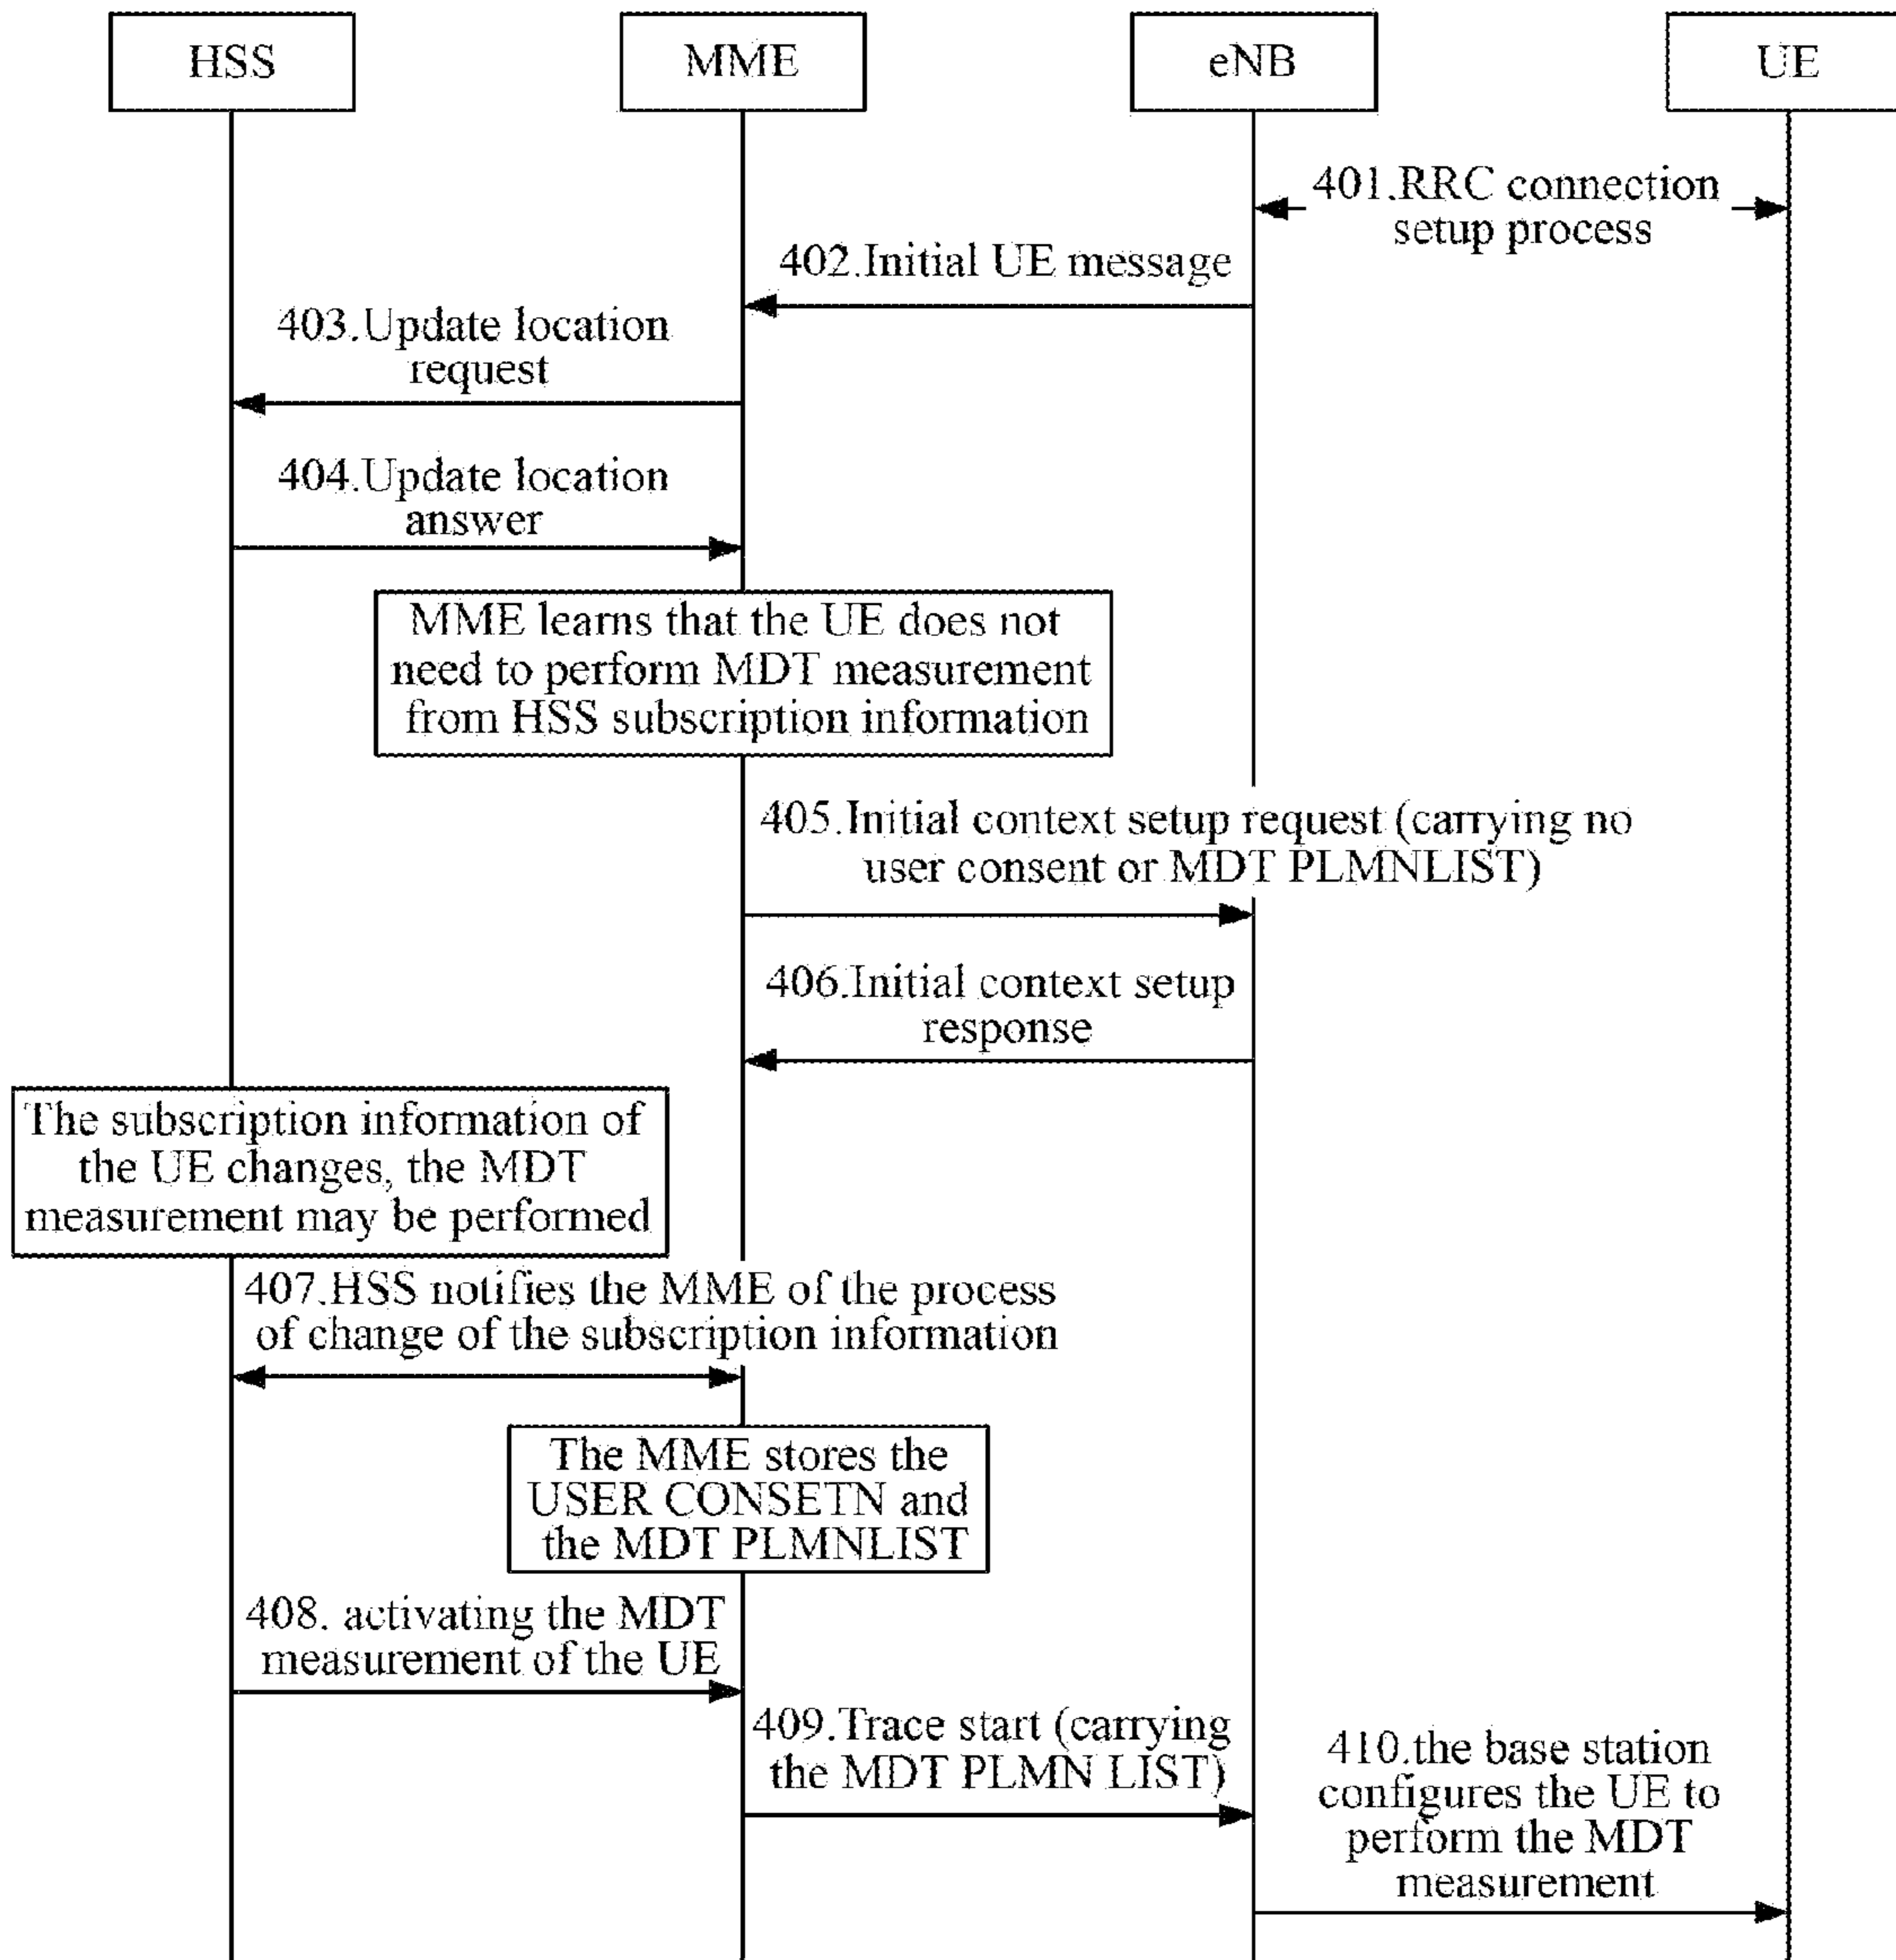 HSS
MME
eNB
UE
401.RRC connection
setup process
402.Initial UE message
403.Update location
request
404.Update location
answer
MME learns that the UE does not
need to perform MDT measurement
from HSS subscription information
405.Initial context setup request (carrying no
user consent or MDT PLMNLIST)
406.Initial context setup
response
The subscription information of
the UE changes, the MDT
measurement may be performed
407.HSS notifies the MME of the process
of change of the subscription information
The MME stores the
USER CONSETN and
the MDT PLMNLIST
408. activating the MDT
measurement of the UE
409.Trace start (carrying
the MDT PLMN LIST)
410.the base station
configures the UE to
perform the MDT
measurement